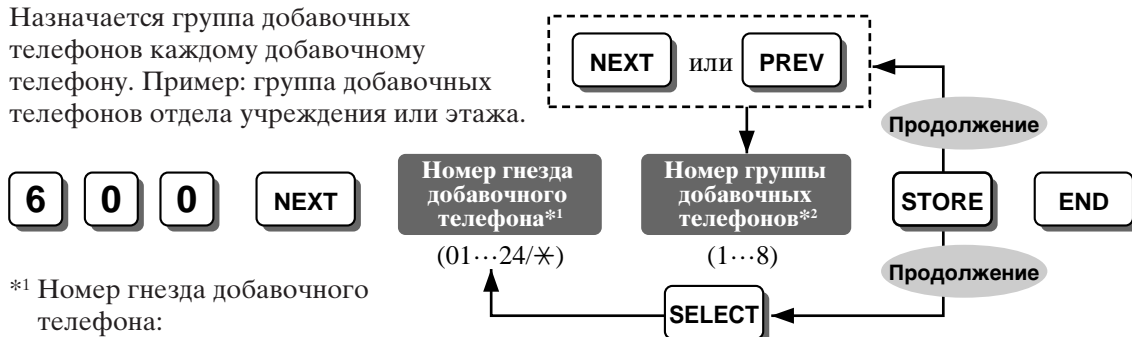 Назначается группа добавочных
телефонов каждому добавочному
телефону. Пример: группа добавочных
телефонов отдела учреждения или этажа.
NEXT или PREV
Продолжение
6 0 0 NEXT
Номер гнезда
добавочного
телефона*1
(01···24/✳)
Номер группы
добавочных
телефонов*2
(1···8)
STORE
END
Продолжение
SELECT
*1 Номер гнезда добавочного
телефона: